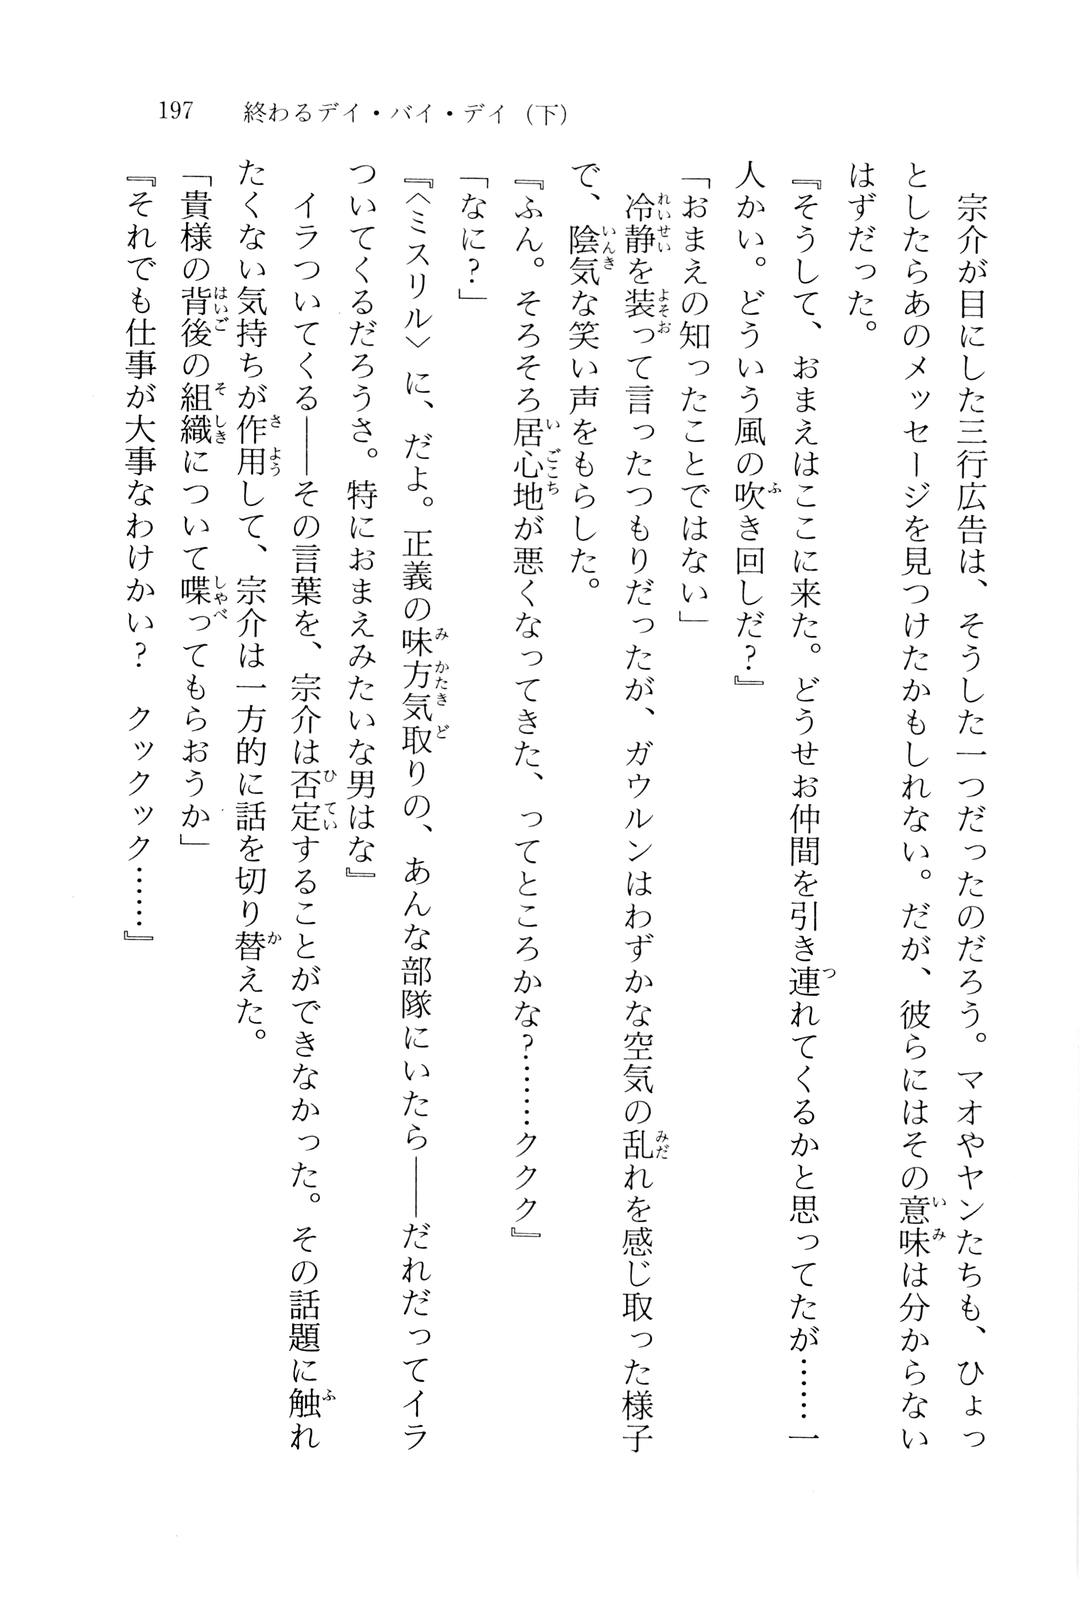 197　終わるデイ・バイ・デイ（下）
　宗介が目にした三行広告は、そうした一つだったのだろう。マオやヤンたちも、ひょっ
としたらあのメッセージを見つけたかもしれない。だが、彼らにはその意味は分からない
はずだった。
『そうして、おまえはここに来た。どうせお仲間を引き連れてくるかと思ってたが……一
人かい。どういう風の吹き回しだ？』
「おまえの知ったことではない」
　冷静を装って言ったつもりだったが、ガウルンはわずかな空気の乱れを感じ取った様子
で、陰気な笑い声をもらした。
『ふん。そろそろ居心地が悪くなってきた、ってところかな？……ククク』
「なに？」
『〈ミスリル〉に、だよ。正義の味方気取りの、あんな部隊にいたら――だれだってイラ
ついてくるだろうさ。特におまえみたいな男はな』
　イラついてくる――その言葉を、宗介は否定することができなかった。その話題に触れ
たくない気持ちが作用して、宗介は一方的に話を切り替えた。
「貴様の背後の組織について喋ってもらおうか」
『それでも仕事が大事なわけかい？　クックック……』